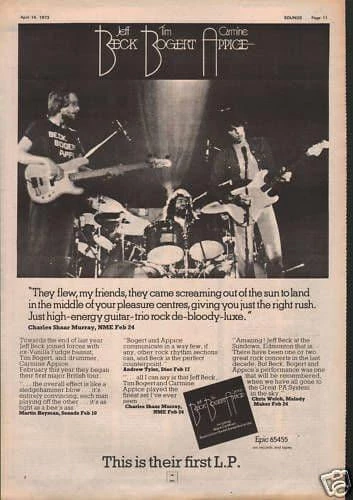 April 14, 1973
SOUNDS Page 11
Jeff Tim Carmine
BECK BOGERT APPICE
BECK
BOGERT
APPICE
"They flew, my friends, they came screaming out of the sun to land
in the middle of your pleasure centres, giving you just the right rush.
Just high-energy guitar-trio rock de-bloody-luxe."
Charles Shaar Murray, NME Feb 24
Towards the end of last year
Jeff Beck joined forces with
ex-Vanilla Fudge bassist,
Tim Bogert, and drummer
Carmine Appice.
February this year they began
their first major British tour.
'... the overall effect is like a
sledgehammer blow ... it's
entirely convincing, each man
playing off the other ... it's as
tight as a bee's ass.'
Martin Hayman, Sounds Feb 10
"Bogert and Appice
communicate in a way few, if
any, other rock rhythm sections
can, and Beck is the perfect
foil.'
Andrew Tyler, Disc Feb 17
'... all I can say is that Jeff Beck,
Tim Bogert and Carmine
Appice played the
finest set I've ever
seen.'
Charles Shaar Murray,
NME Feb 24
"Amazing! Jeff Beck at the
Sundown, Edmonton that is.
There have been one or two
great rock concerts in the last
decade. But Beck, Bogert and
Appice's performance was one
that will be remembered,
when we have all gone to the
Great PA System
in the sky.'
Chris Welch, Melody
Maker Feb 24
BECK BOGERT APPICE
Epic 65455
on records and tapes
This is their first L.P.